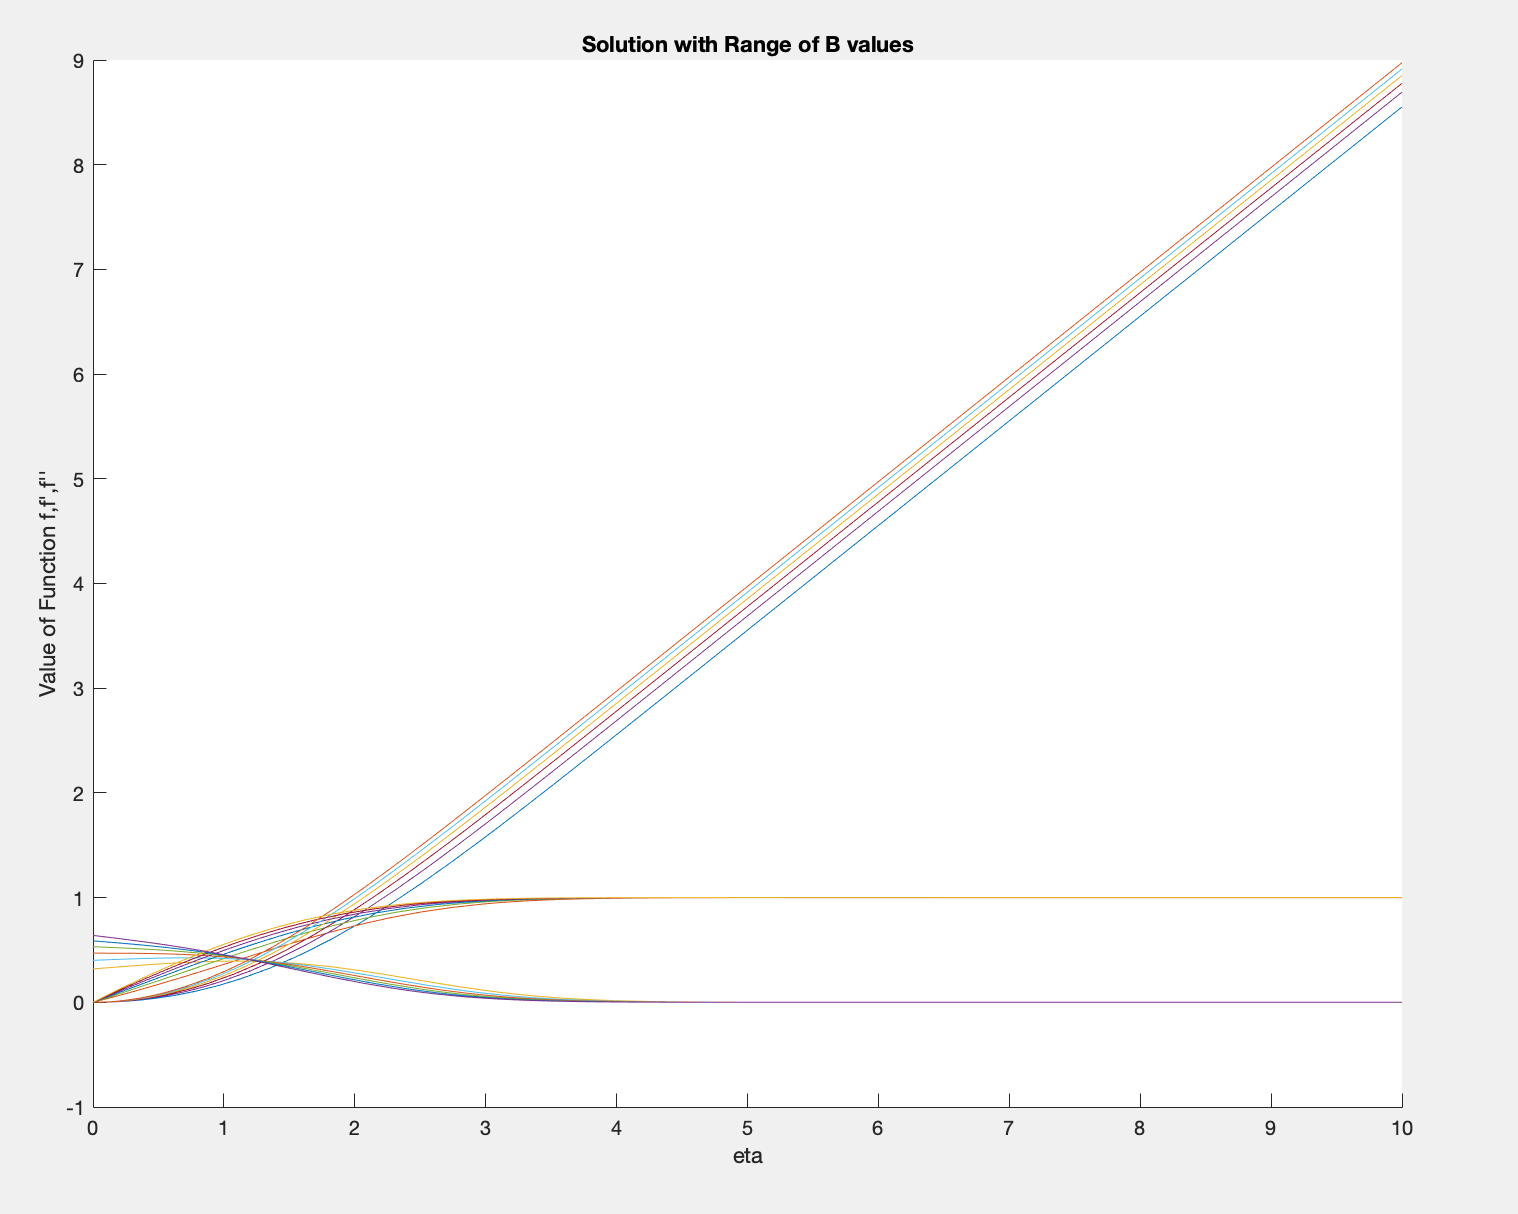 Solution with Range of B values
9
8
7
6
5
4
3
2
1
0
-1
Value of Function f,f',f''
0 1 2 3 4 5 6 7 8 9 10
eta